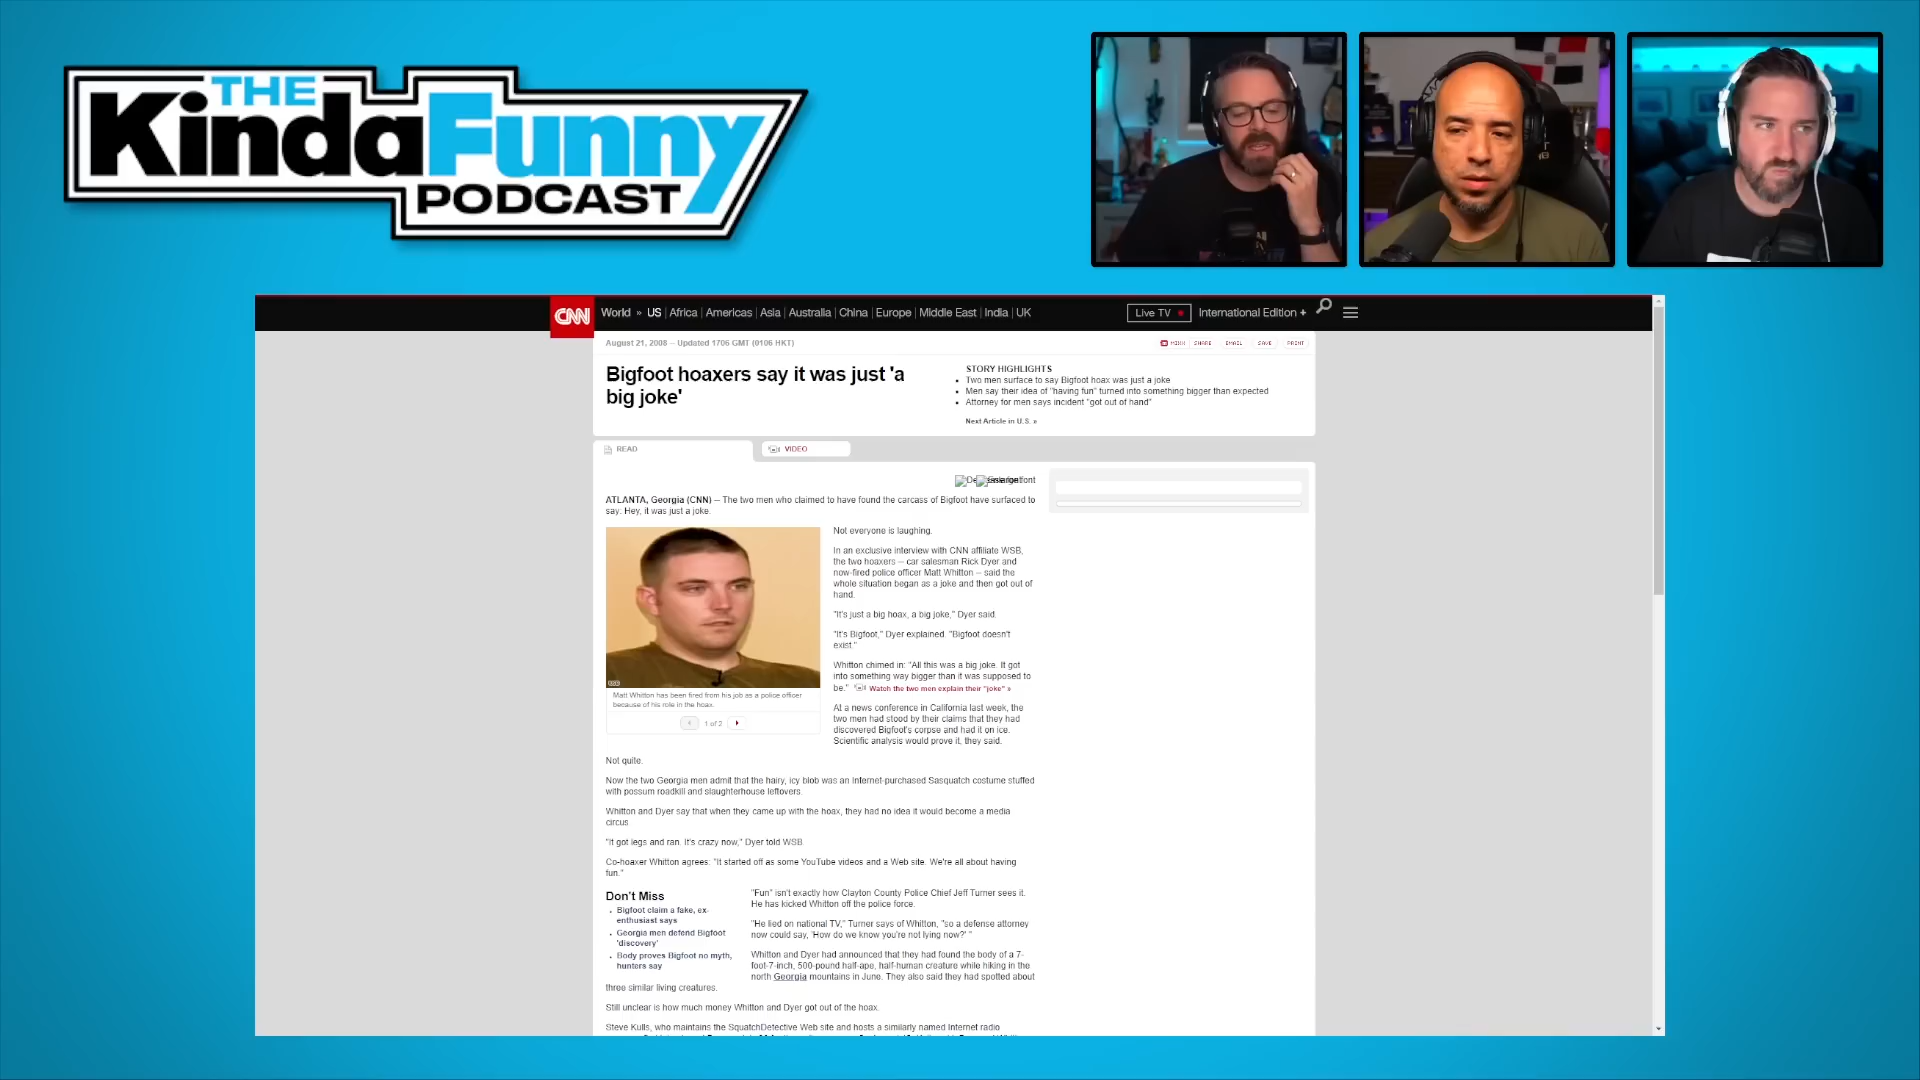 THE
KindaFunny
PODCAST
CNN
World » US | Africa | Americas | Asia | Australia | China | Europe | Middle East | India | UK
Live TV
International Edition +
August 21, 2008 -- Updated 1706 GMT (0106 HKT)
MIXX SHARE EMAIL SAVE PRINT
Bigfoot hoaxers say it was just 'a
big joke'
STORY HIGHLIGHTS
Two men surface to say Bigfoot hoax was just a joke
Men say their idea of "having fun" turned into something bigger than expected
Attorney for men says incident "got out of hand"
Next Article in U.S. »
READ
VIDEO
ATLANTA, Georgia (CNN) -- The two men who claimed to have found the carcass of Bigfoot have surfaced to
say: Hey, it was just a joke.
Matt Whitton has been fired from his job as a police officer
because of his role in the hoax.
1 of 2
Not everyone is laughing.
In an exclusive interview with CNN affiliate WSB,
the two hoaxers -- car salesman Rick Dyer and
now-fired police officer Matt Whitton -- said the
whole situation began as a joke and then got out of
hand.
"It's just a big hoax, a big joke," Dyer said.
"It's Bigfoot," Dyer explained. "Bigfoot doesn't
exist."
Whitton chimed in: "All this was a big joke. It got
into something way bigger than it was supposed to
be." Watch the two men explain their "joke" »
At a news conference in California last week, the
two men had stood by their claims that they had
discovered Bigfoot's corpse and had it on ice.
Scientific analysis would prove it, they said.
Not quite.
Now the two Georgia men admit that the hairy, icy blob was an Internet-purchased Sasquatch costume stuffed
with possum roadkill and slaughterhouse leftovers.
Whitton and Dyer say that when they came up with the hoax, they had no idea it would become a media
circus
"It got legs and ran. It's crazy now," Dyer told WSB
Co-hoaxer Whitton agrees: "It started off as some YouTube videos and a Web site. We're all about having
fun."
Don't Miss
Bigfoot claim a fake, ex-
enthusiast says
Georgia men defend Bigfoot
'discovery'
Body proves Bigfoot no myth,
hunters say
"Fun" isn't exactly how Clayton County Police Chief Jeff Turner sees it.
He has kicked Whitton off the police force.
"He lied on national TV," Turner says of Whitton, "so a defense attorney
now could say, 'How do we know you're not lying now?' "
Whitton and Dyer had announced that they had found the body of a 7-
foot-7-inch, 500-pound half-ape, half-human creature while hiking in the
north Georgia mountains in June. They also said they had spotted about
three similar living creatures.
Still unclear is how much money Whitton and Dyer got out of the hoax.
Steve Kulls, who maintains the SquatchDetective Web site and hosts a similarly named Internet radio